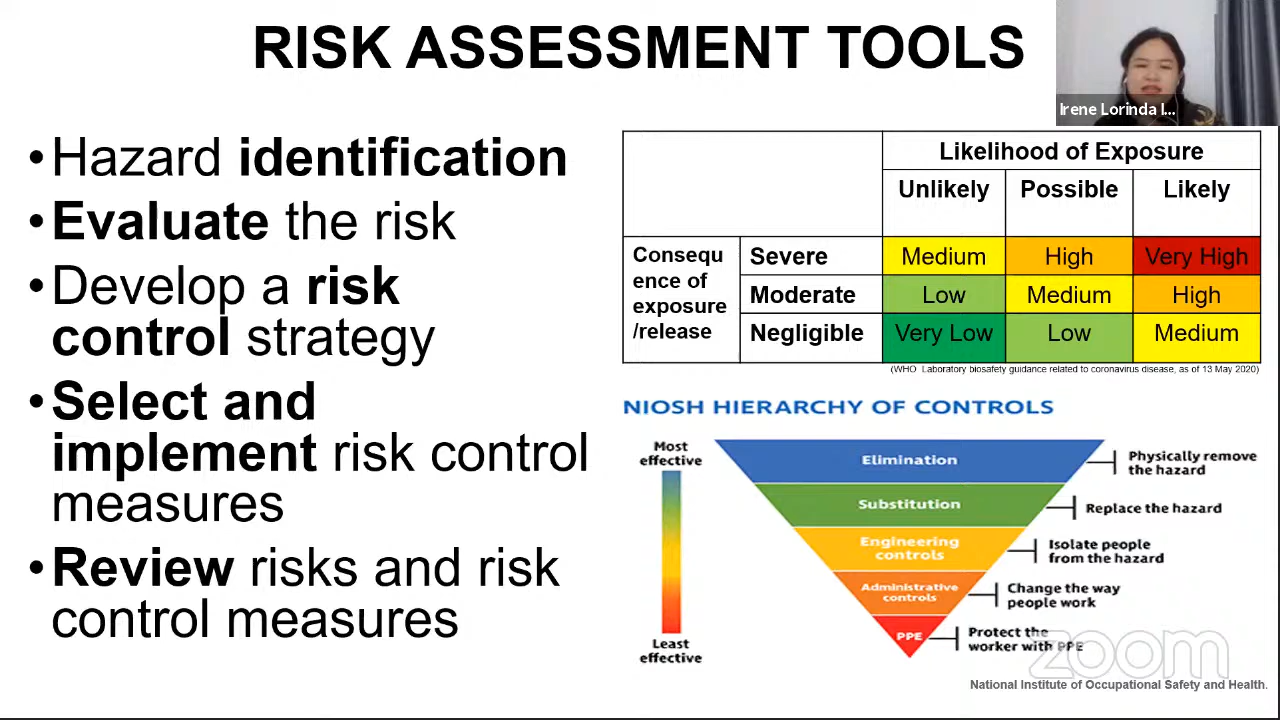 RISK ASSESSMENT TOOLS
Irene Lorinda I...
•Hazard identification
•Evaluate the risk
•Develop a risk
control strategy
•Select and
implement risk control
measures
•Review risks and risk
control measures
Likelihood of Exposure
Unlikely Possible Likely
Consequ
ence of
exposure
/release
Severe Medium High Very High
Moderate Low Medium High
Negligible Very Low Low Medium
(WHO Laboratory biosafety guidance related to coronavirus disease, as of 13 May 2020)
NIOSH HIERARCHY OF CONTROLS
Most
effective
Least
effective
Elimination
Physically remove
the hazard
Substitution
Replace the hazard
Engineering
controls
Isolate people
from the hazard
Administrative
controls
Change the way
people work
PPE
Protect the
worker with PPE
zoom
National Institute of Occupational Safety and Health.